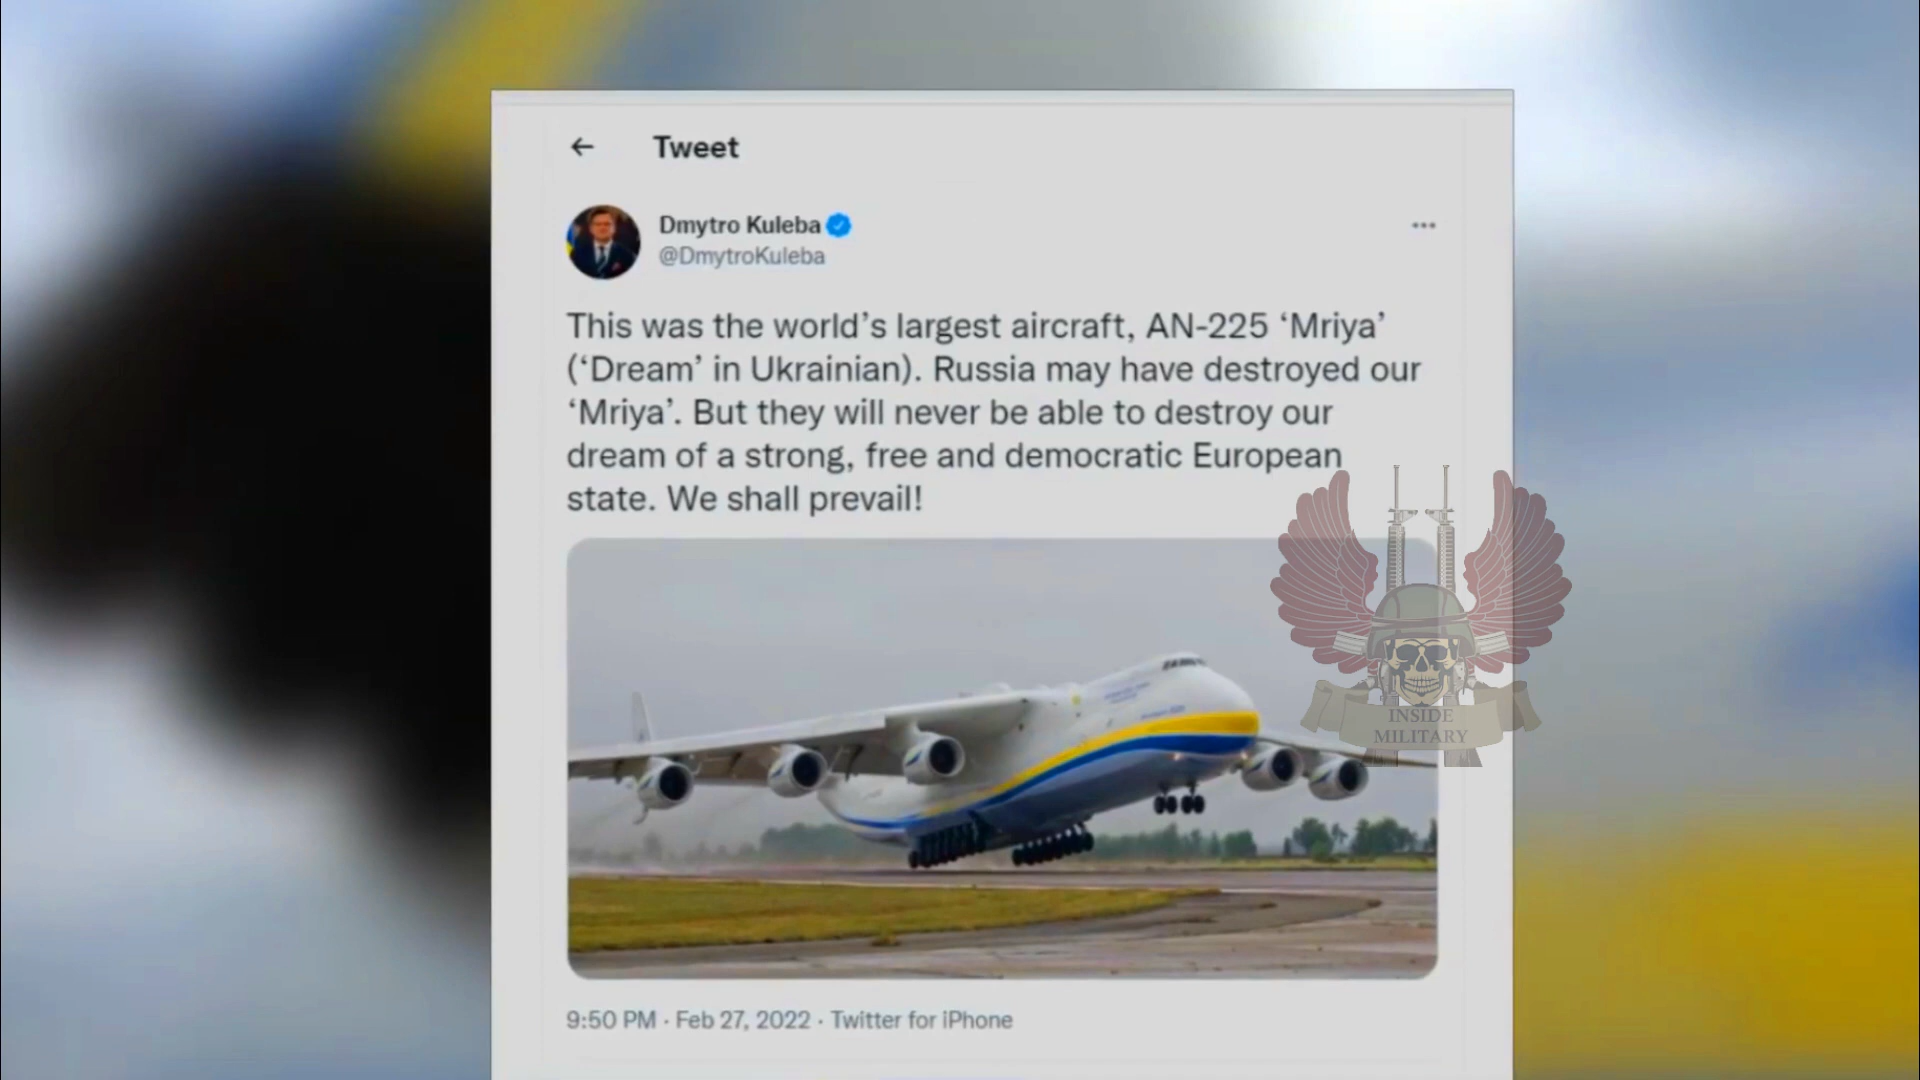 Tweet
Dmytro Kuleba
@DmytroKuleba
This was the world’s largest aircraft, AN-225 ‘Mriya’
(‘Dream’ in Ukrainian). Russia may have destroyed our
‘Mriya’. But they will never be able to destroy our
dream of a strong, free and democratic European
state. We shall prevail!
INSIDE
MILITARY
9:50 PM · Feb 27, 2022 · Twitter for iPhone